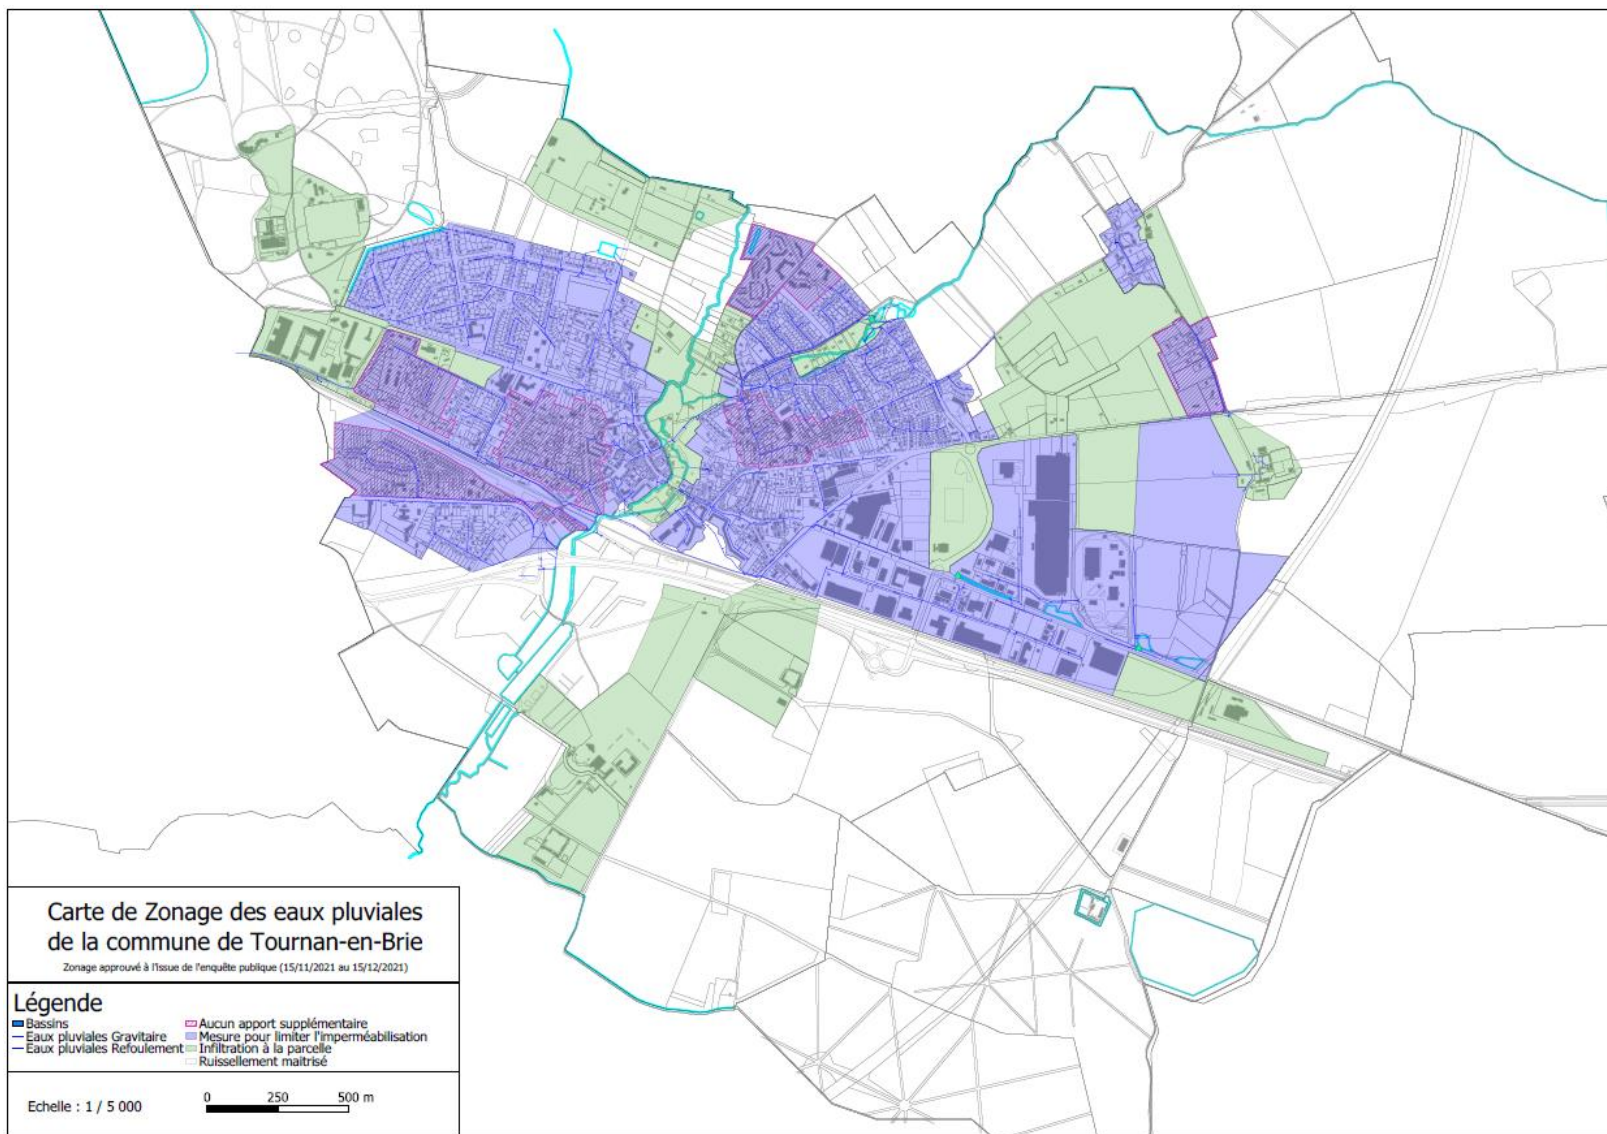 Carte de Zonage des eaux pluviales
de la commune de Tournan-en-Brie
Zonage approuvé à l'issue de l'enquête publique (15/11/2021 au 15/12/2021)
Légende
Bassins
Eaux pluviales Gravitaire
Eaux pluviales Refoulement
Aucun apport supplémentaire
Mesure pour limiter l'imperméabilisation
Infiltration à la parcelle
Ruissellement maitrisé
Echelle : 1 / 5 000
0 250 500 m